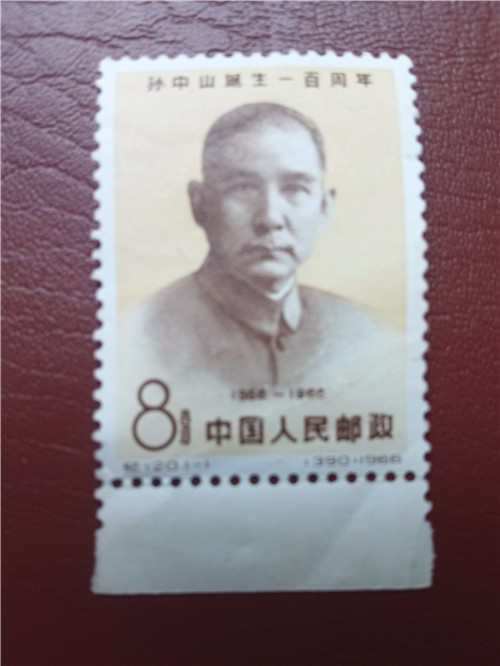 孙中山诞生一百周年
1866-1966
8分 中国人民邮政
纪120.(1-1) (390)1966